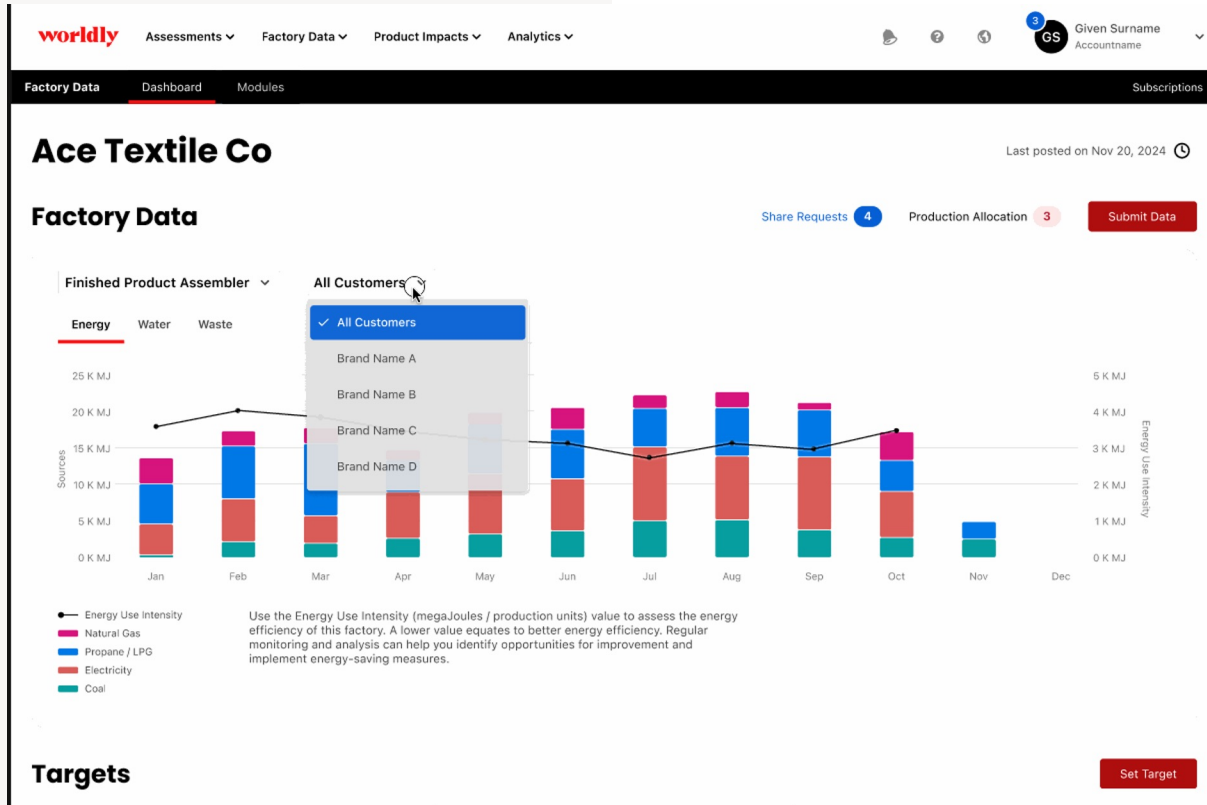 worldly
Assessments
Factory Data
Product Impacts
Analytics
3
GS
Given Surname
Accountname
Factory Data
Dashboard
Modules
Subscriptions
Ace Textile Co
Last posted on Nov 20, 2024
Factory Data
Share Requests 4
Production Allocation 3
Submit Data
Finished Product Assembler
All Customers
Energy
Water
Waste
All Customers
Brand Name A
Brand Name B
Brand Name C
Brand Name D
25 K MJ
20 K MJ
15 K MJ
10 K MJ
5 K MJ
0 K MJ
Sources
5 K MJ
4 K MJ
3 K MJ
2 K MJ
1 K MJ
0 K MJ
Energy Use Intensity
Jan
Feb
Mar
Apr
May
Jun
Jul
Aug
Sep
Oct
Nov
Dec
Energy Use Intensity
Natural Gas
Propane / LPG
Electricity
Coal
Use the Energy Use Intensity (megaJoules / production units) value to assess the energy
efficiency of this factory. A lower value equates to better energy efficiency. Regular
monitoring and analysis can help you identify opportunities for improvement and
implement energy-saving measures.
Targets
Set Target